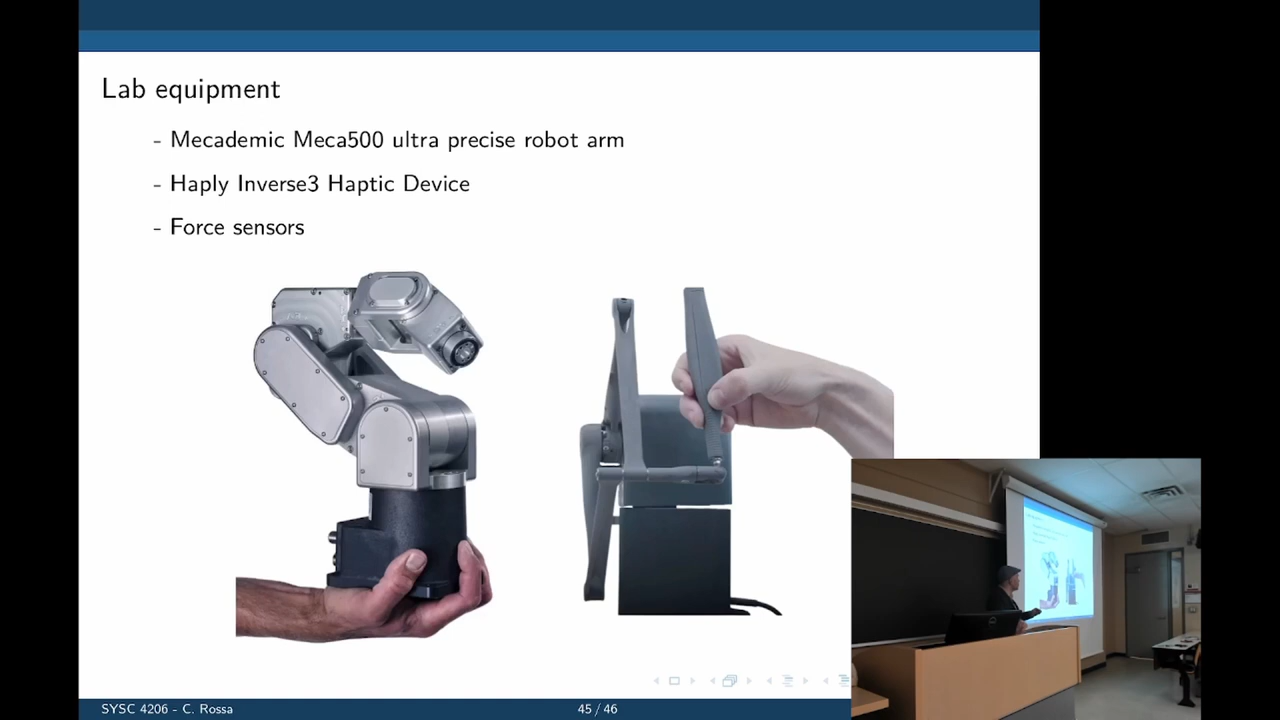 Lab equipment
- Mecademic Meca500 ultra precise robot arm
- Haply Inverse3 Haptic Device
- Force sensors
SYSC 4206 - C. Rossa
45 / 46